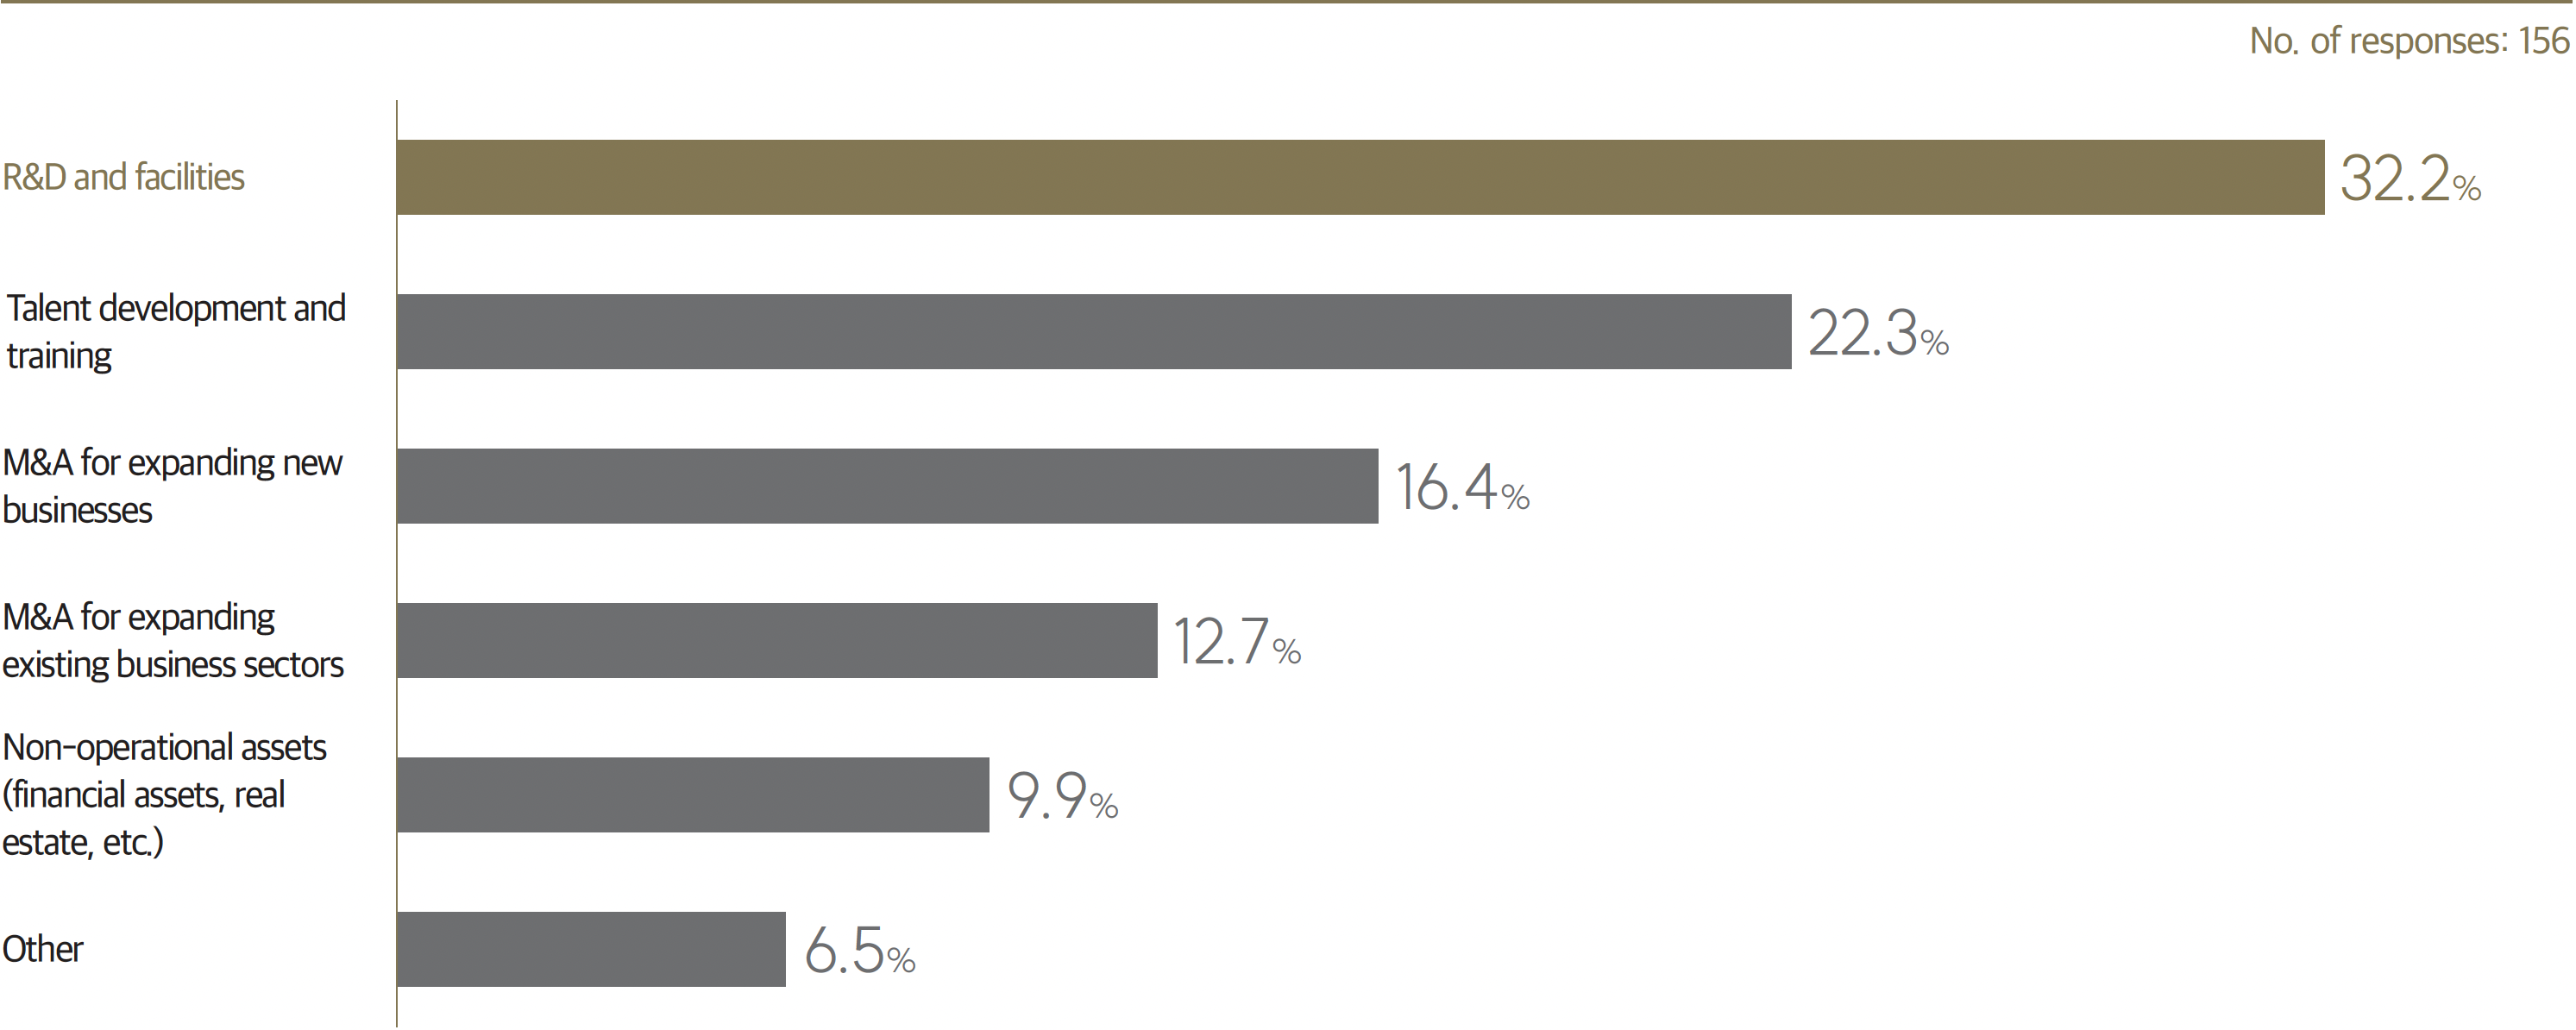 No. of responses: 156
R&D and facilities
32.2%
Talent development and
training
22.3%
M&A for expanding new
businesses
16.4%
M&A for expanding
existing business sectors
12.7%
Non-operational assets
(financial assets, real
estate, etc.)
9.9%
Other
6.5%